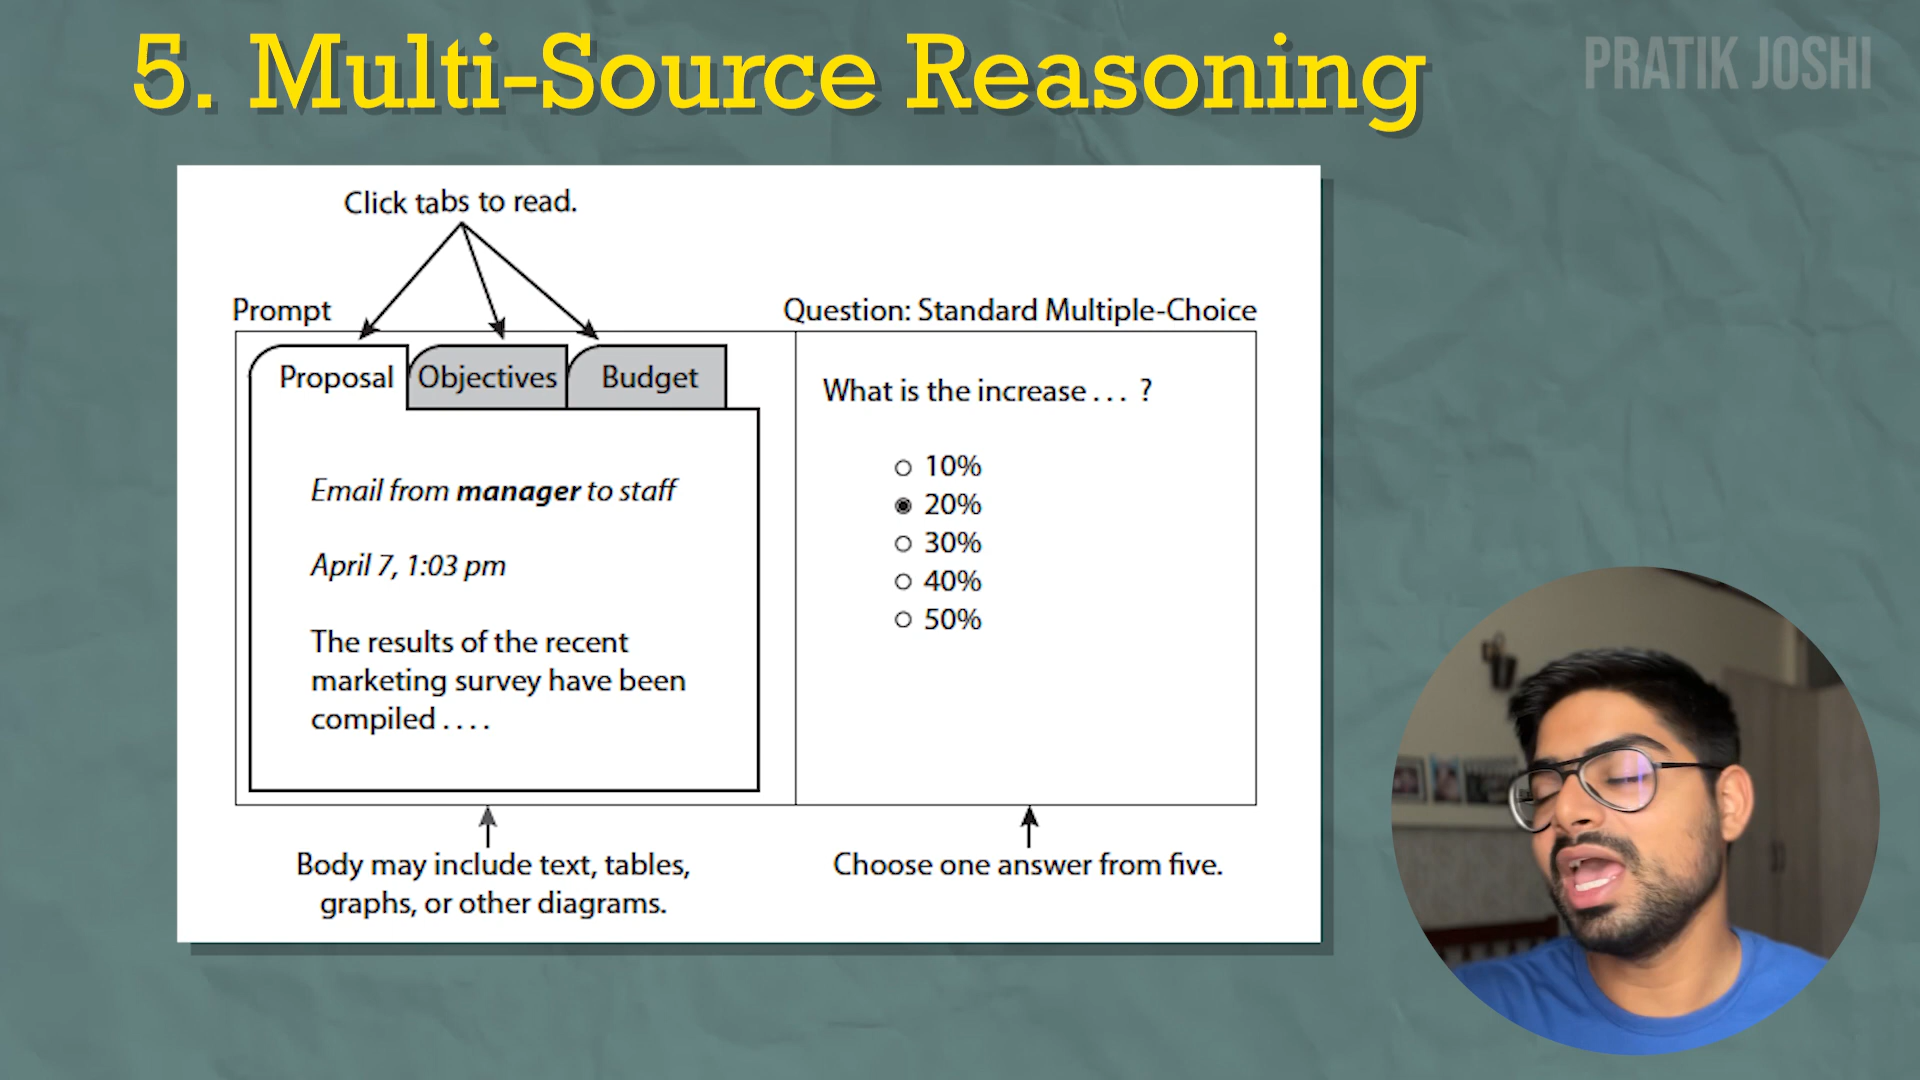 5. Multi-Source Reasoning
PRATIK JOSHI
Click tabs to read.
Prompt
Question: Standard Multiple-Choice
Proposal
Objectives
Budget
Email from manager to staff
April 7, 1:03 pm
The results of the recent
marketing survey have been
compiled . . . .
What is the increase . . . ?
10%
20%
30%
40%
50%
Body may include text, tables,
graphs, or other diagrams.
Choose one answer from five.